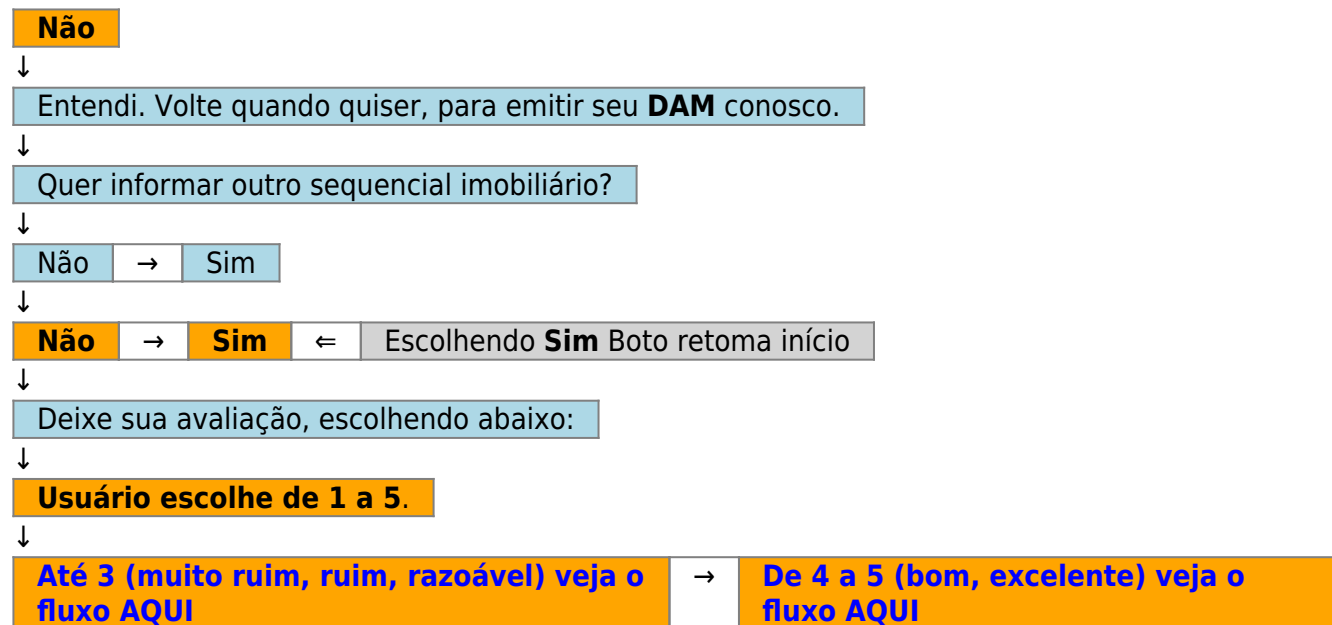 Não
↓
Entendi. Volte quando quiser, para emitir seu DAM conosco.
↓
Quer informar outro sequencial imobiliário?
↓
Não → Sim
↓
Não → Sim ⇐ Escolhendo Sim Boto retoma início
↓
Deixe sua avaliação, escolhendo abaixo:
↓
Usuário escolhe de 1 a 5.
↓
Até 3 (muito ruim, ruim, razoável) veja o
fluxo AQUI
→
De 4 a 5 (bom, excelente) veja o
fluxo AQUI